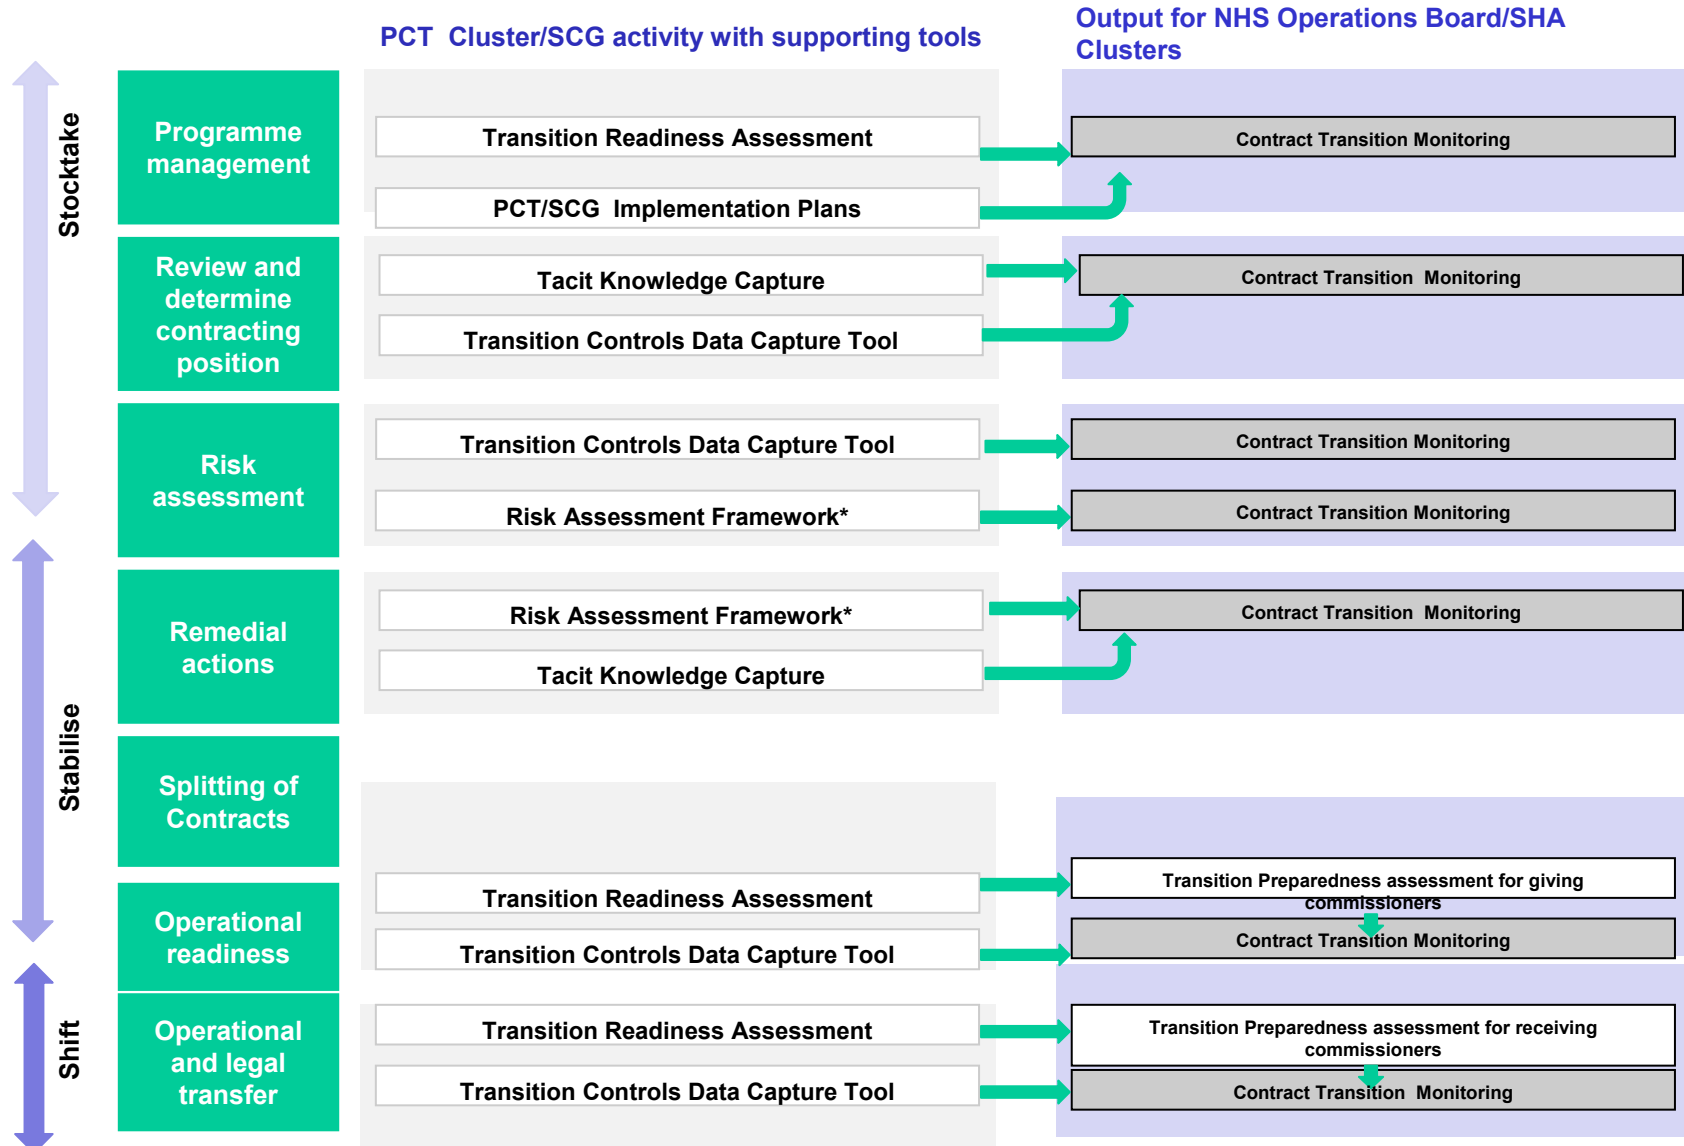 PCT Cluster/SCG activity with supporting tools
Output for NHS Operations Board/SHA
Clusters
Stocktake
Programme
management
Transition Readiness Assessment
Contract Transition Monitoring
PCT/SCG Implementation Plans
Review and
determine
contracting
position
Tacit Knowledge Capture
Contract Transition Monitoring
Transition Controls Data Capture Tool
Risk
assessment
Transition Controls Data Capture Tool
Contract Transition Monitoring
Risk Assessment Framework*
Contract Transition Monitoring
Stabilise
Remedial
actions
Risk Assessment Framework*
Contract Transition Monitoring
Tacit Knowledge Capture
Splitting of
Contracts
Operational
readiness
Transition Readiness Assessment
Transition Preparedness assessment for giving
commissioners
Transition Controls Data Capture Tool
Contract Transition Monitoring
Shift
Operational
and legal
transfer
Transition Readiness Assessment
Transition Preparedness assessment for receiving
commissioners
Transition Controls Data Capture Tool
Contract Transition Monitoring